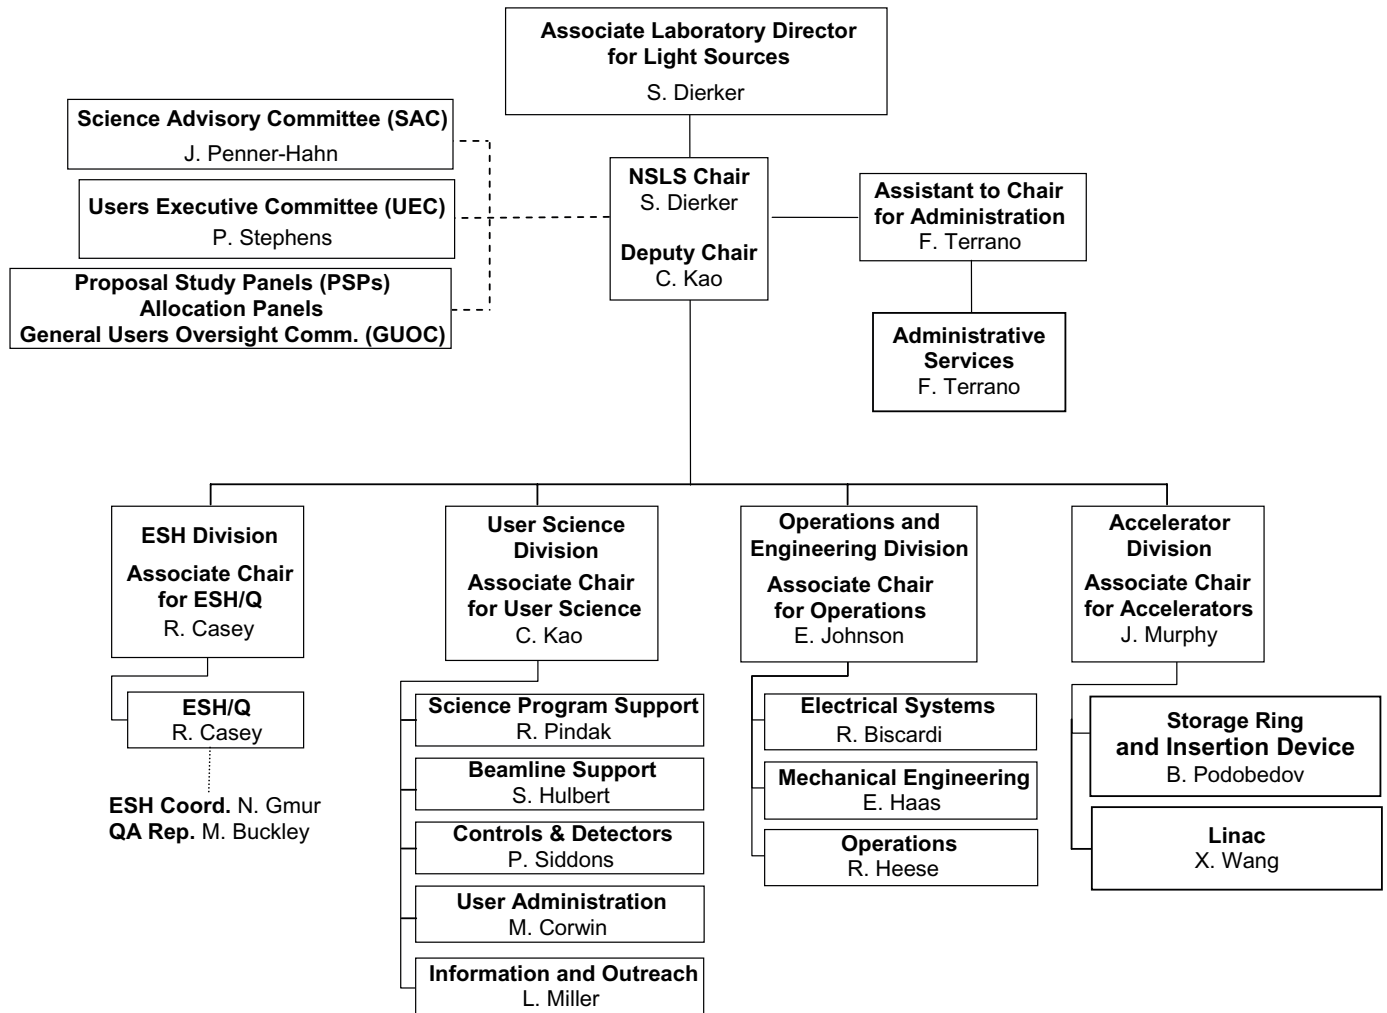 Associate Laboratory Director
for Light Sources
S. Dierker
Science Advisory Committee (SAC)
J. Penner-Hahn
Users Executive Committee (UEC)
P. Stephens
Proposal Study Panels (PSPs)
Allocation Panels
General Users Oversight Comm. (GUOC)
NSLS Chair
S. Dierker
Deputy Chair
C. Kao
Assistant to Chair
for Administration
F. Terrano
Administrative
Services
F. Terrano
ESH Division
Associate Chair
for ESH/Q
R. Casey
ESH/Q
R. Casey
ESH Coord. N. Gmur
QA Rep. M. Buckley
User Science
Division
Associate Chair
for User Science
C. Kao
Science Program Support
R. Pindak
Beamline Support
S. Hulbert
Controls & Detectors
P. Siddons
User Administration
M. Corwin
Information and Outreach
L. Miller
Operations and
Engineering Division
Associate Chair
for Operations
E. Johnson
Electrical Systems
R. Biscardi
Mechanical Engineering
E. Haas
Operations
R. Heese
Accelerator
Division
Associate Chair
for Accelerators
J. Murphy
Storage Ring
and Insertion Device
B. Podobedov
Linac
X. Wang